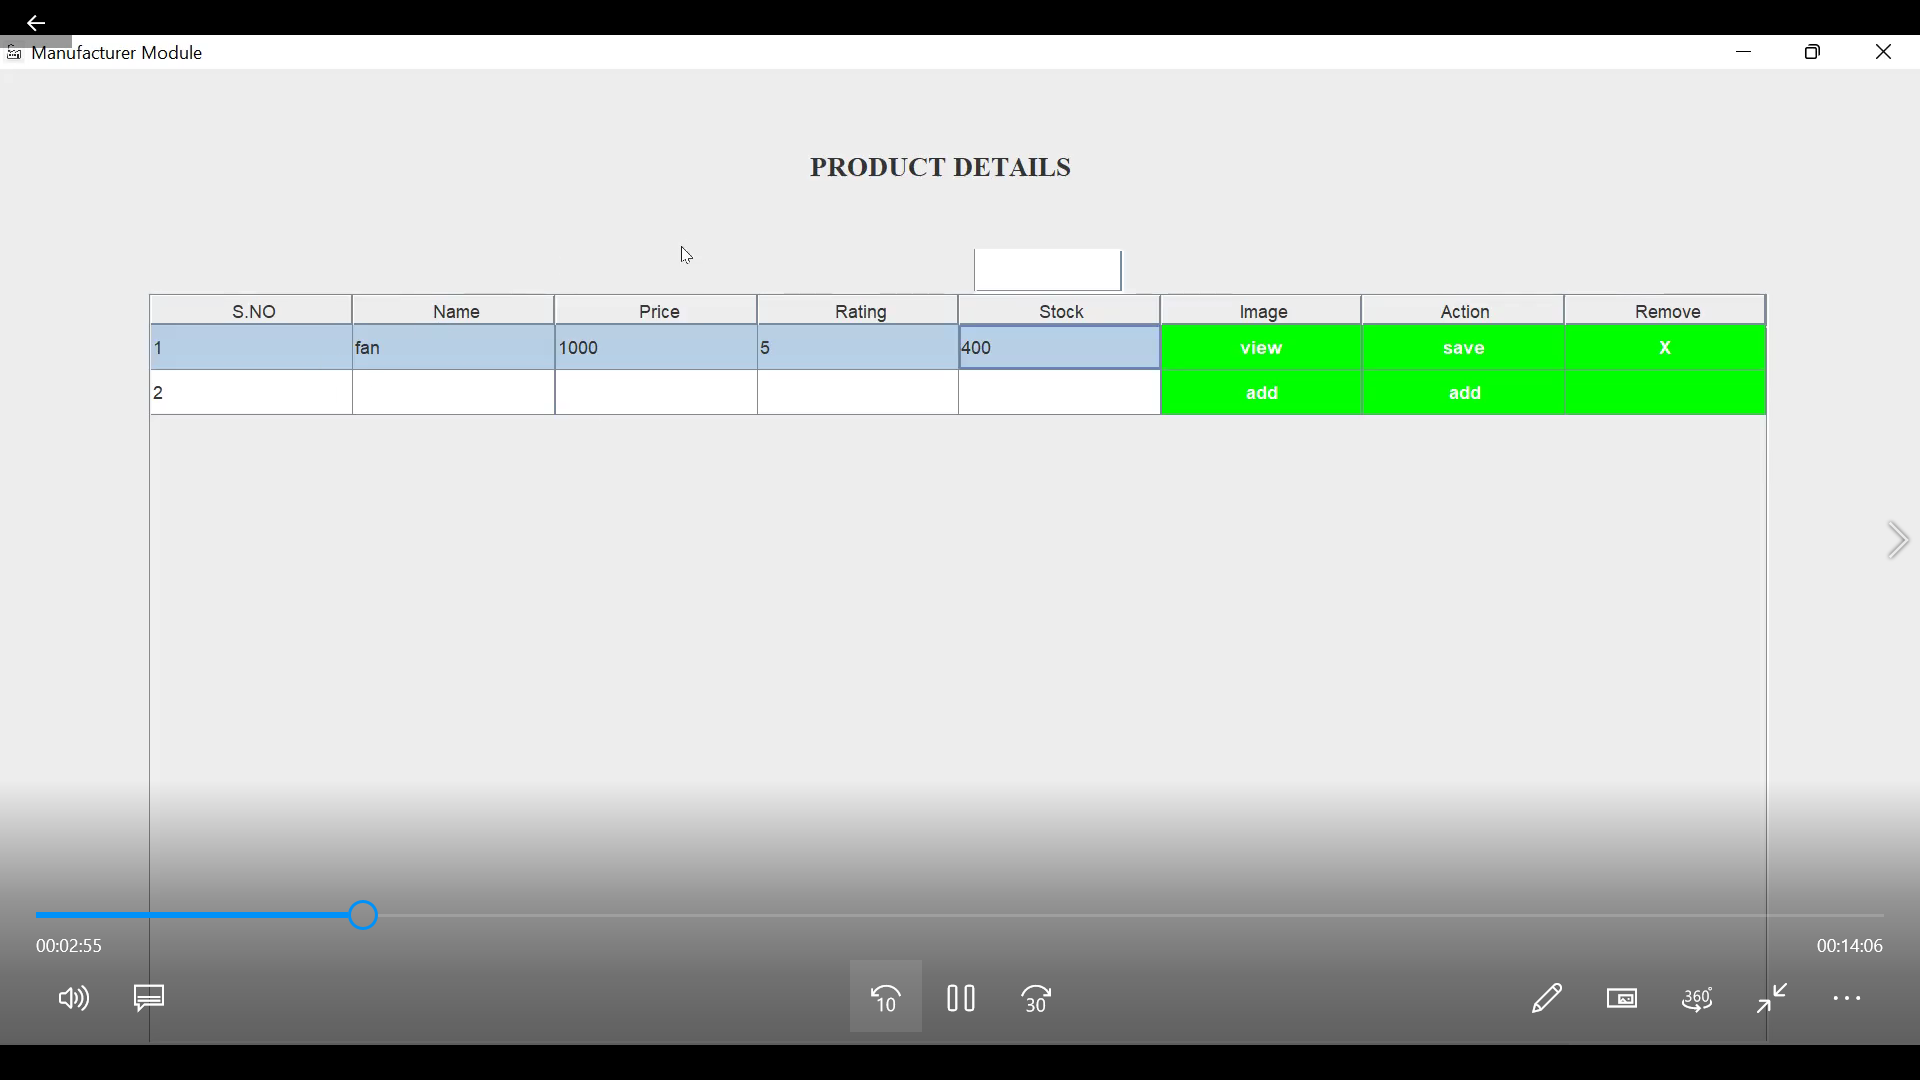 Manufacturer Module
PRODUCT DETAILS
S.NO Name Price Rating Stock Image Action Remove
1 fan 1000 5 400 view save X
2 add add
00:02:55 00:14:06
10 30 360°